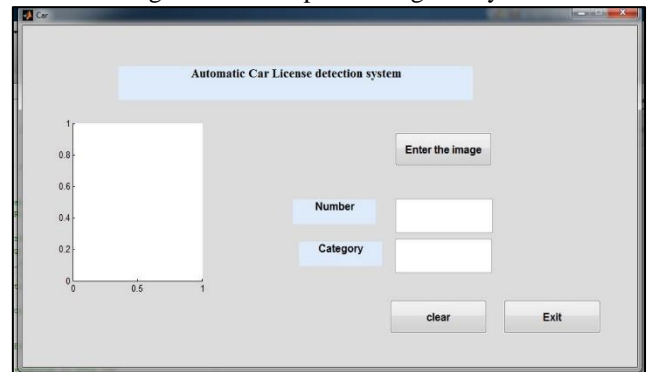 Car
Automatic Car License detection system
1
0.8
0.6
0.4
0.2
0
0
0.5
1
Enter the image
Number
Category
clear
Exit